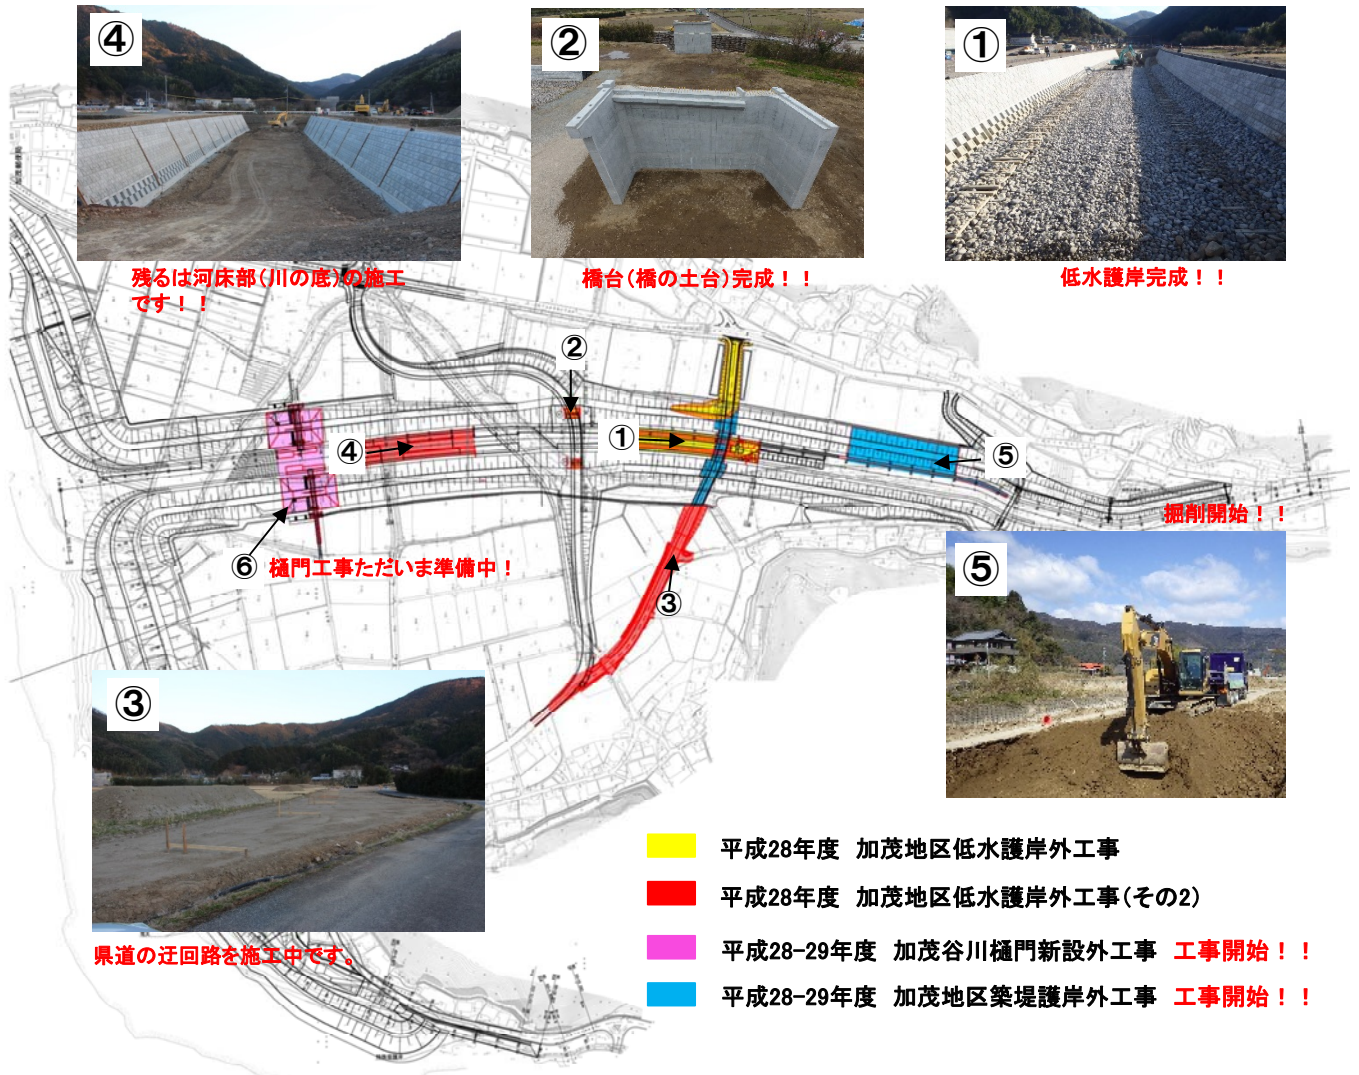 ④
残るは河床部(川の底)の施工
です！！
②
橋台(橋の土台)完成！！
①
低水護岸完成！！
②
①
④
⑤
⑥
樋門工事ただいま準備中！
③
掘削開始！！
⑤
③
県道の迂回路を施工中です。
平成28年度 加茂地区低水護岸外工事
平成28年度 加茂地区低水護岸外工事(その2)
平成28-29年度 加茂谷川樋門新設外工事 工事開始！！
平成28-29年度 加茂地区築堤護岸外工事 工事開始！！